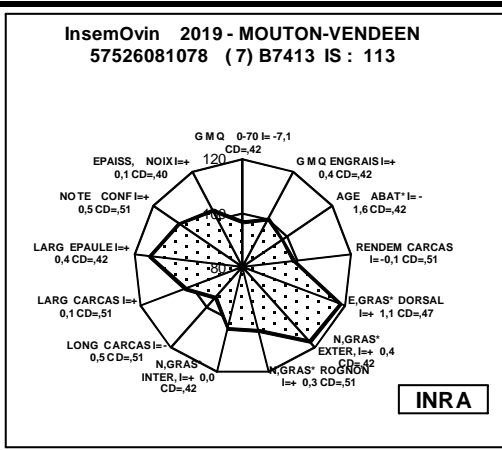 InsemOvin 2019 - MOUTON-VENDEEN
57526081078 ( 7) B7413 IS : 113
G M Q 0-70 I= -7,1
CD=,42
G M Q ENGRAIS I=+
0,4 CD=,42
AGE ABAT* I= -
1,6 CD=,42
RENDEM CARCAS
I=-0,1 CD=,51
E,GRAS* DORSAL
I=+ 1,1 CD=,47
N,GRAS*
EXTER, I=+ 0,4
CD=,42
N,GRAS* ROGNON
I=+ 0,3 CD=,51
N,GRAS*
INTER, I=+ 0,0
CD=,42
LONG CARCAS I=-
0,5 CD=,51
LARG CARCAS I=+
0,1 CD=,51
LARG EPAULE I=+
0,4 CD=,42
NOTE CONF I=+
0,5 CD=,51
EPAISS, NOIX I=+
0,1 CD=,40
120
100
80
INRA